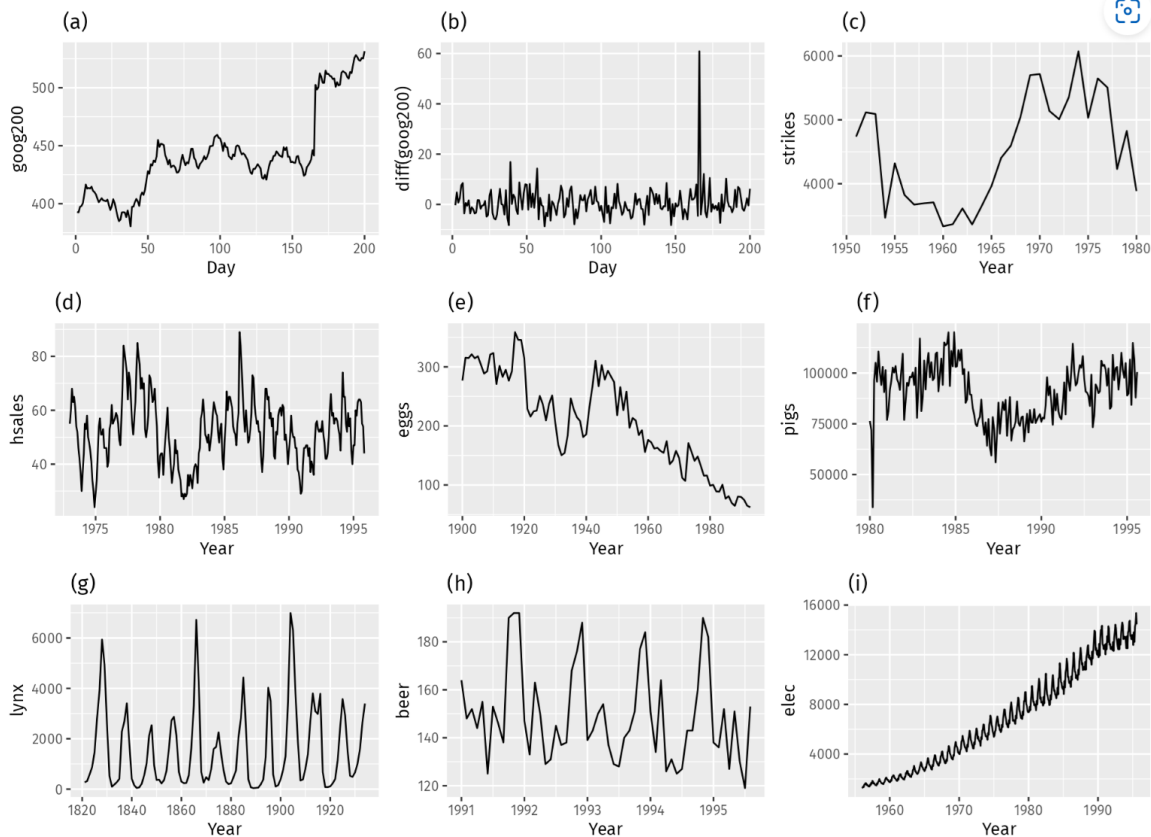 (a)
goog200
500
450
400
0 50 100 150 200
Day
(b)
diff(goog200)
60
40
20
0
0 50 100 150 200
Day
(c)
strikes
6000
5000
4000
1950 1955 1960 1965 1970 1975 1980
Year
(d)
hsales
80
60
40
1975 1980 1985 1990 1995
Year
(e)
eggs
300
200
100
1900 1920 1940 1960 1980
Year
(f)
pigs
100000
75000
50000
1980 1985 1990 1995
Year
(g)
lynx
6000
4000
2000
0
1820 1840 1860 1880 1900 1920
Year
(h)
beer
180
160
140
120
1991 1992 1993 1994 1995
Year
(i)
elec
16000
12000
8000
4000
1960 1970 1980 1990
Year